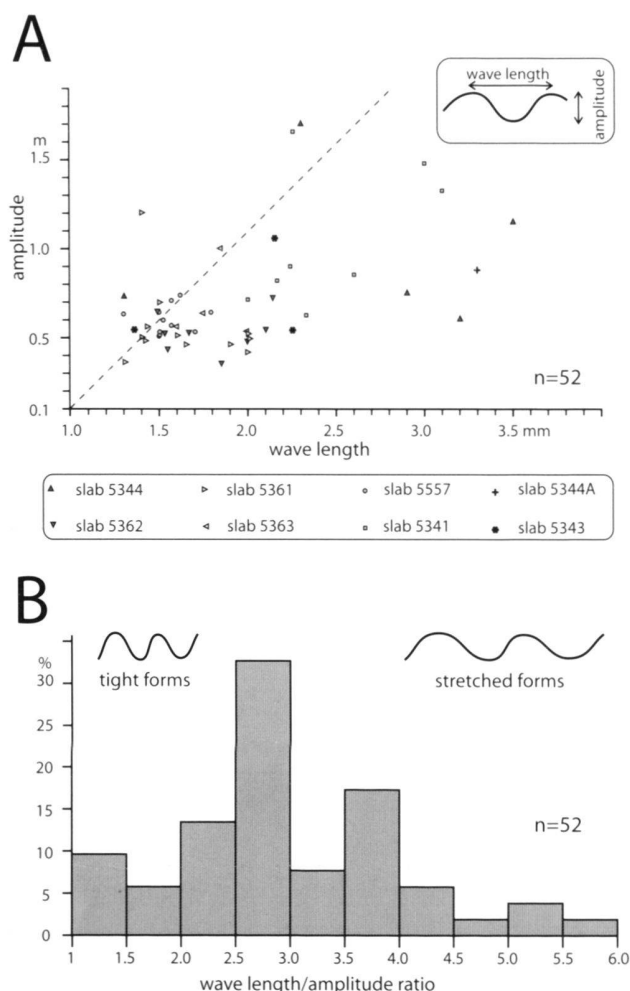 A
wave length
amplitude
m
1.5
1.0
0.5
0.1
amplitude
n=52
1.0 1.5 2.0 2.5 3.0 3.5 mm
wave length
slab 5344 slab 5361 slab 5557 slab 5344A
slab 5362 slab 5363 slab 5341 slab 5343
B
%
30
25
20
15
10
5
0
tight forms stretched forms
n=52
1 1.5 2.0 2.5 3.0 3.5 4.0 4.5 5.0 5.5 6.0
wave length/amplitude ratio